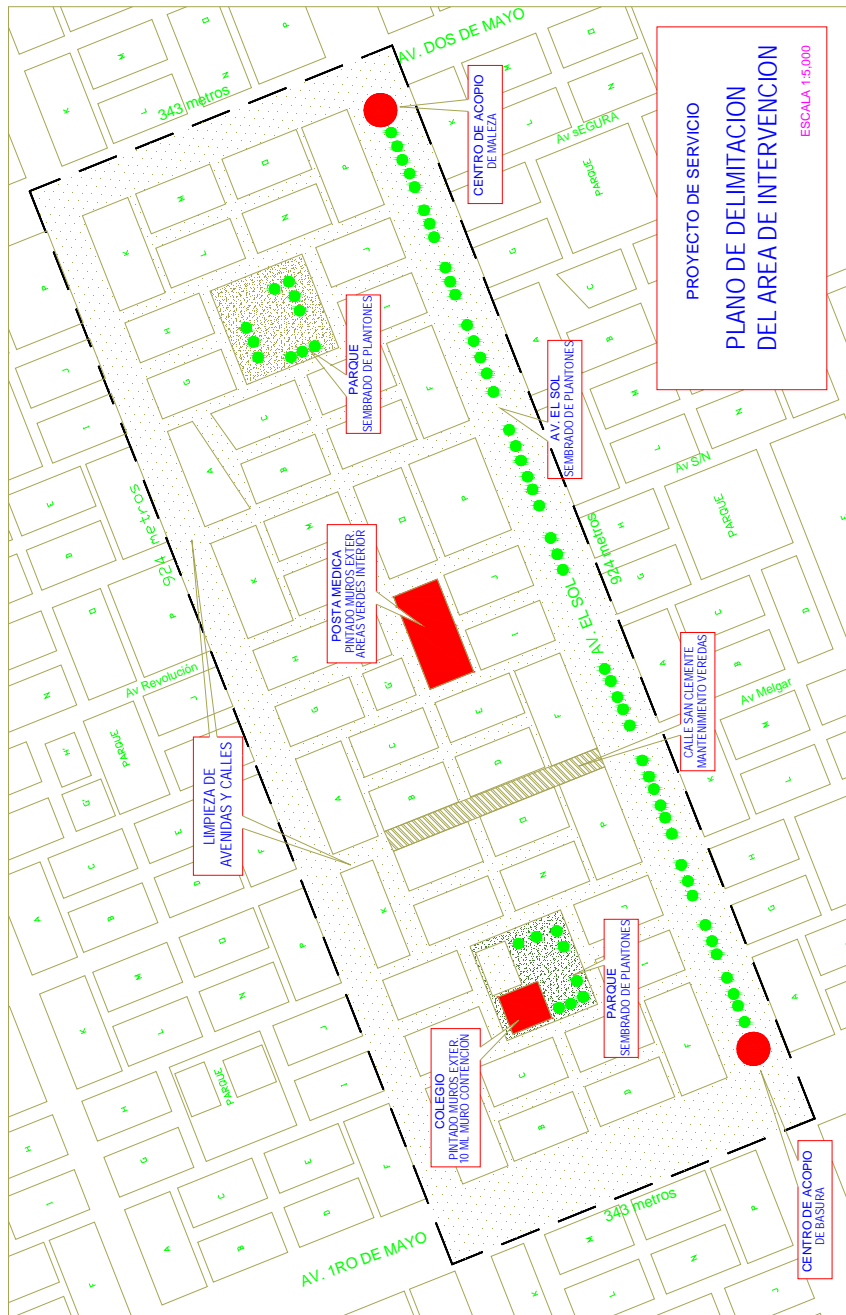 PROYECTO DE SERVICIO
PLANO DE DELIMITACION
DEL AREA DE INTERVENCION
ESCALA 1:5,000
AV. DOS DE MAYO
343 metros
CENTRO DE ACOPIO
DE MALEZA
Av sEGURA
PARQUE
PARQUE
SEMBRADO DE PLANTONES
AV. EL SOL
SEMBRADO DE PLANTONES
924 metros
Av S/N
PARQUE
POSTA MEDICA
PINTADO MUROS EXTER.
AREAS VERDES INTERIOR
AV. EL SOL
924 metros
Av Revolución
PARQUE
LIMPIEZA DE
AVENIDAS Y CALLES
CALLE SAN CLEMENTE
MANTENIMIENTO VEREDAS
Av Melgar
PARQUE
SEMBRADO DE PLANTONES
COLEGIO
PINTADO MUROS EXTER.
10 ML MURO CONTENCION
PARQUE
343 metros
AV. 1RO DE MAYO
CENTRO DE ACOPIO
DE BASURA